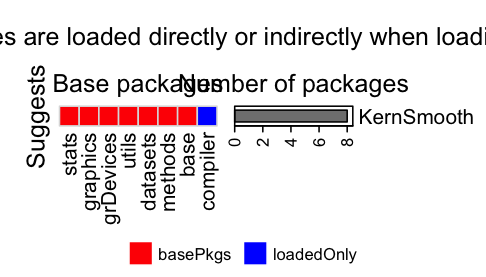 es are loaded directly or indirectly when loadi
Base packages
Number of packages
Suggests
KernSmooth
stats
graphics
grDevices
utils
datasets
methods
base
compiler
0
2
4
6
8
basePkgs
loadedOnly